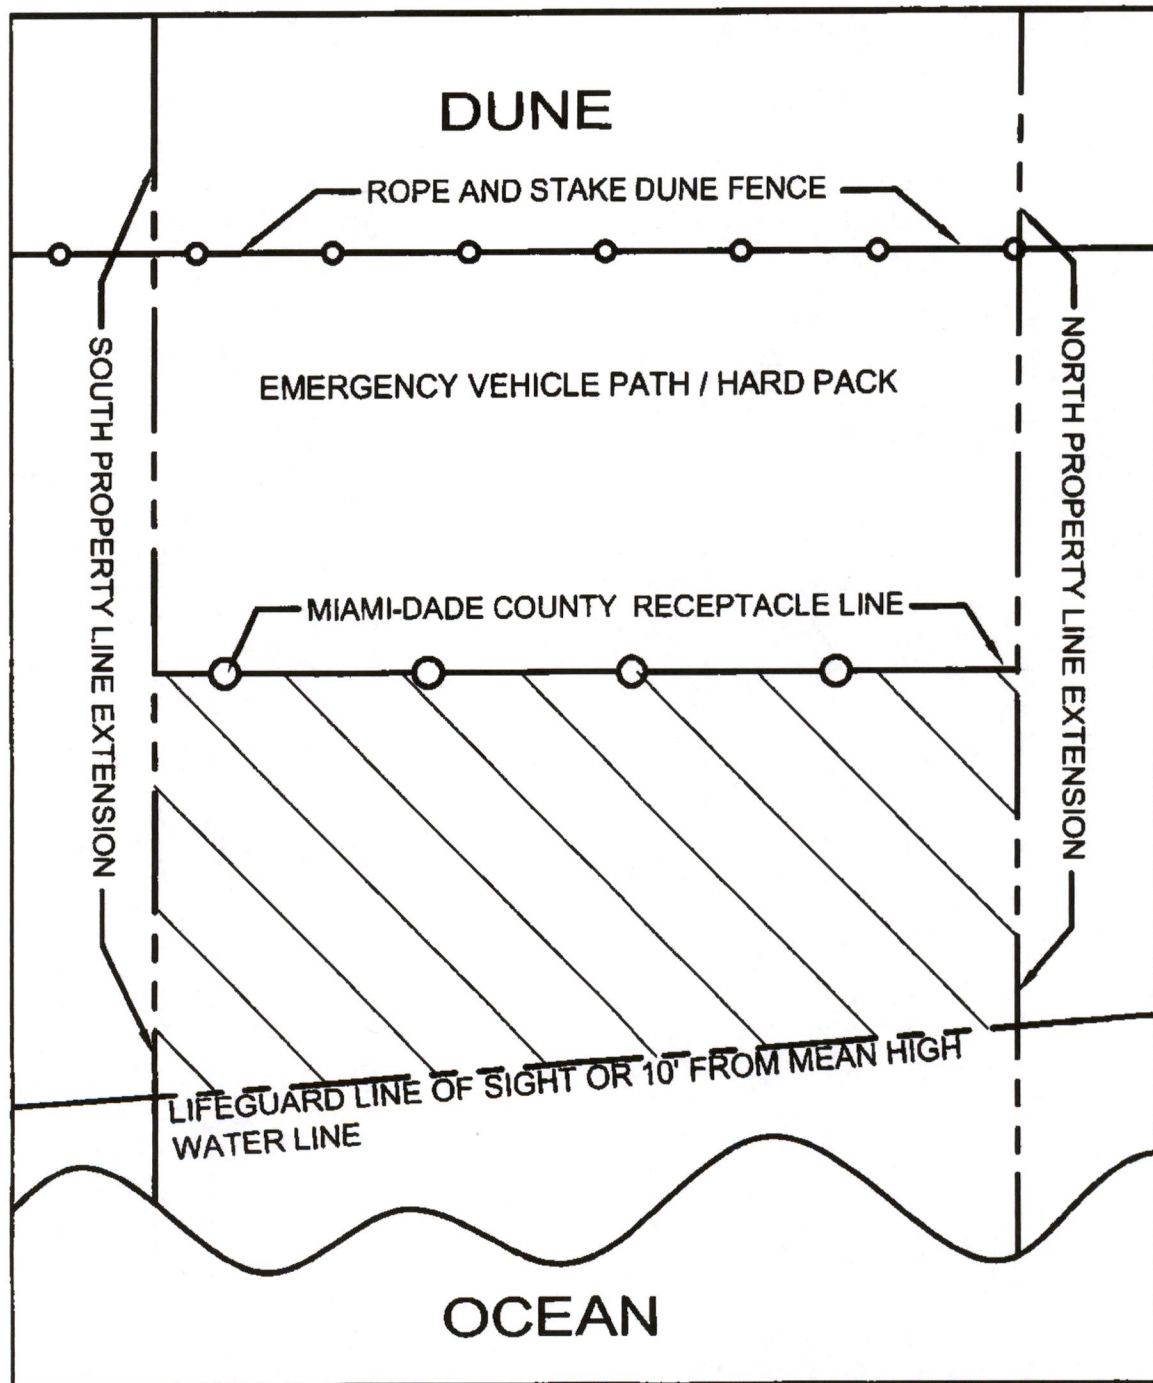 DUNE
ROPE AND STAKE DUNE FENCE
SOUTH PROPERTY LINE EXTENSION
NORTH PROPERTY LINE EXTENSION
EMERGENCY VEHICLE PATH / HARD PACK
MIAMI-DADE COUNTY RECEPTACLE LINE
LIFEGUARD LINE OF SIGHT OR 10' FROM MEAN HIGH
WATER LINE
OCEAN